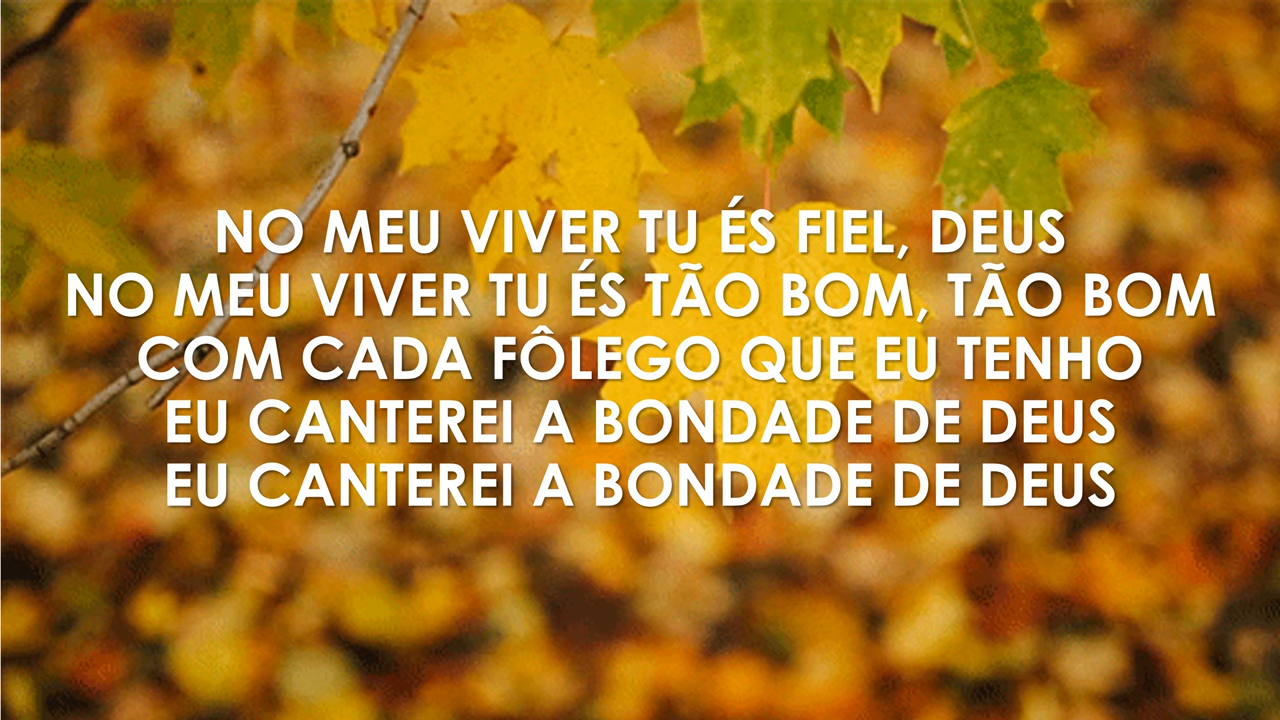 NO MEU VIVER TU ÉS FIEL, DEUS
NO MEU VIVER TU ÉS TÃO BOM, TÃO BOM
COM CADA FÔLEGO QUE EU TENHO
EU CANTEREI A BONDADE DE DEUS
EU CANTEREI A BONDADE DE DEUS